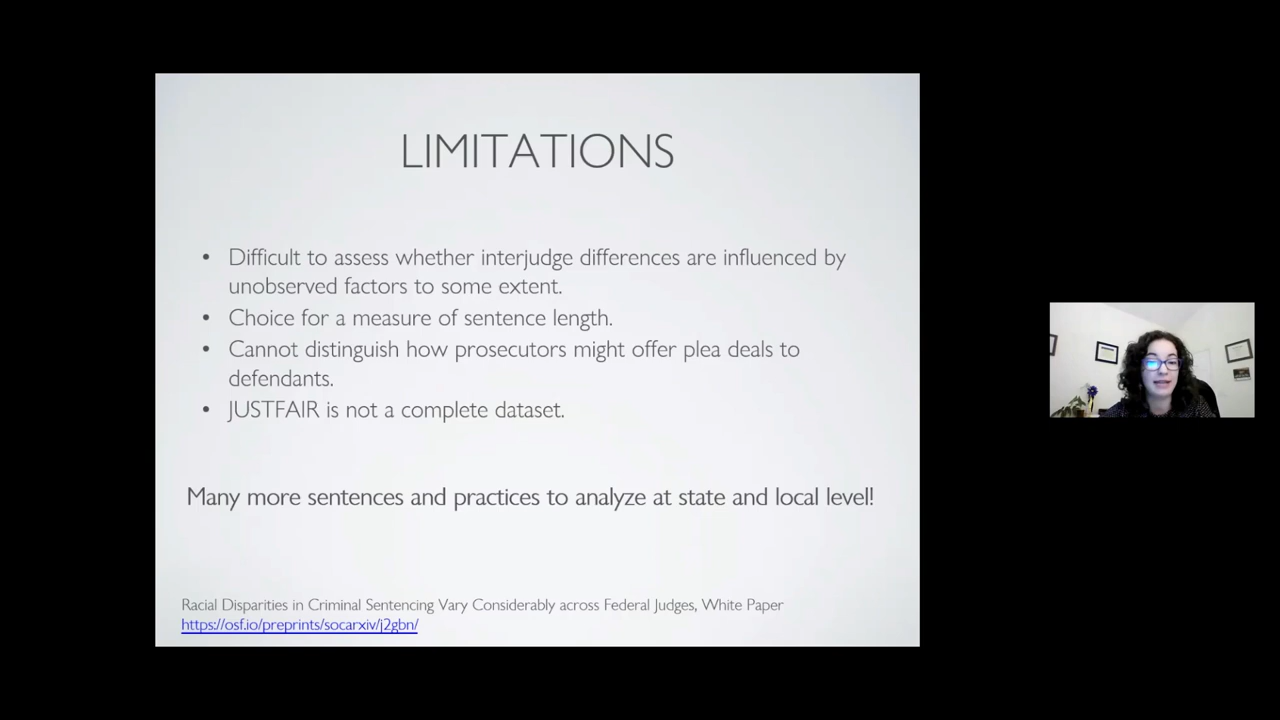 LIMITATIONS
• Difficult to assess whether interjudge differences are influenced by
unobserved factors to some extent.
• Choice for a measure of sentence length.
• Cannot distinguish how prosecutors might offer plea deals to
defendants.
• JUSTFAIR is not a complete dataset.
Many more sentences and practices to analyze at state and local level!
Racial Disparities in Criminal Sentencing Vary Considerably across Federal Judges, White Paper
https://osf.io/preprints/socarxiv/j2gbn/